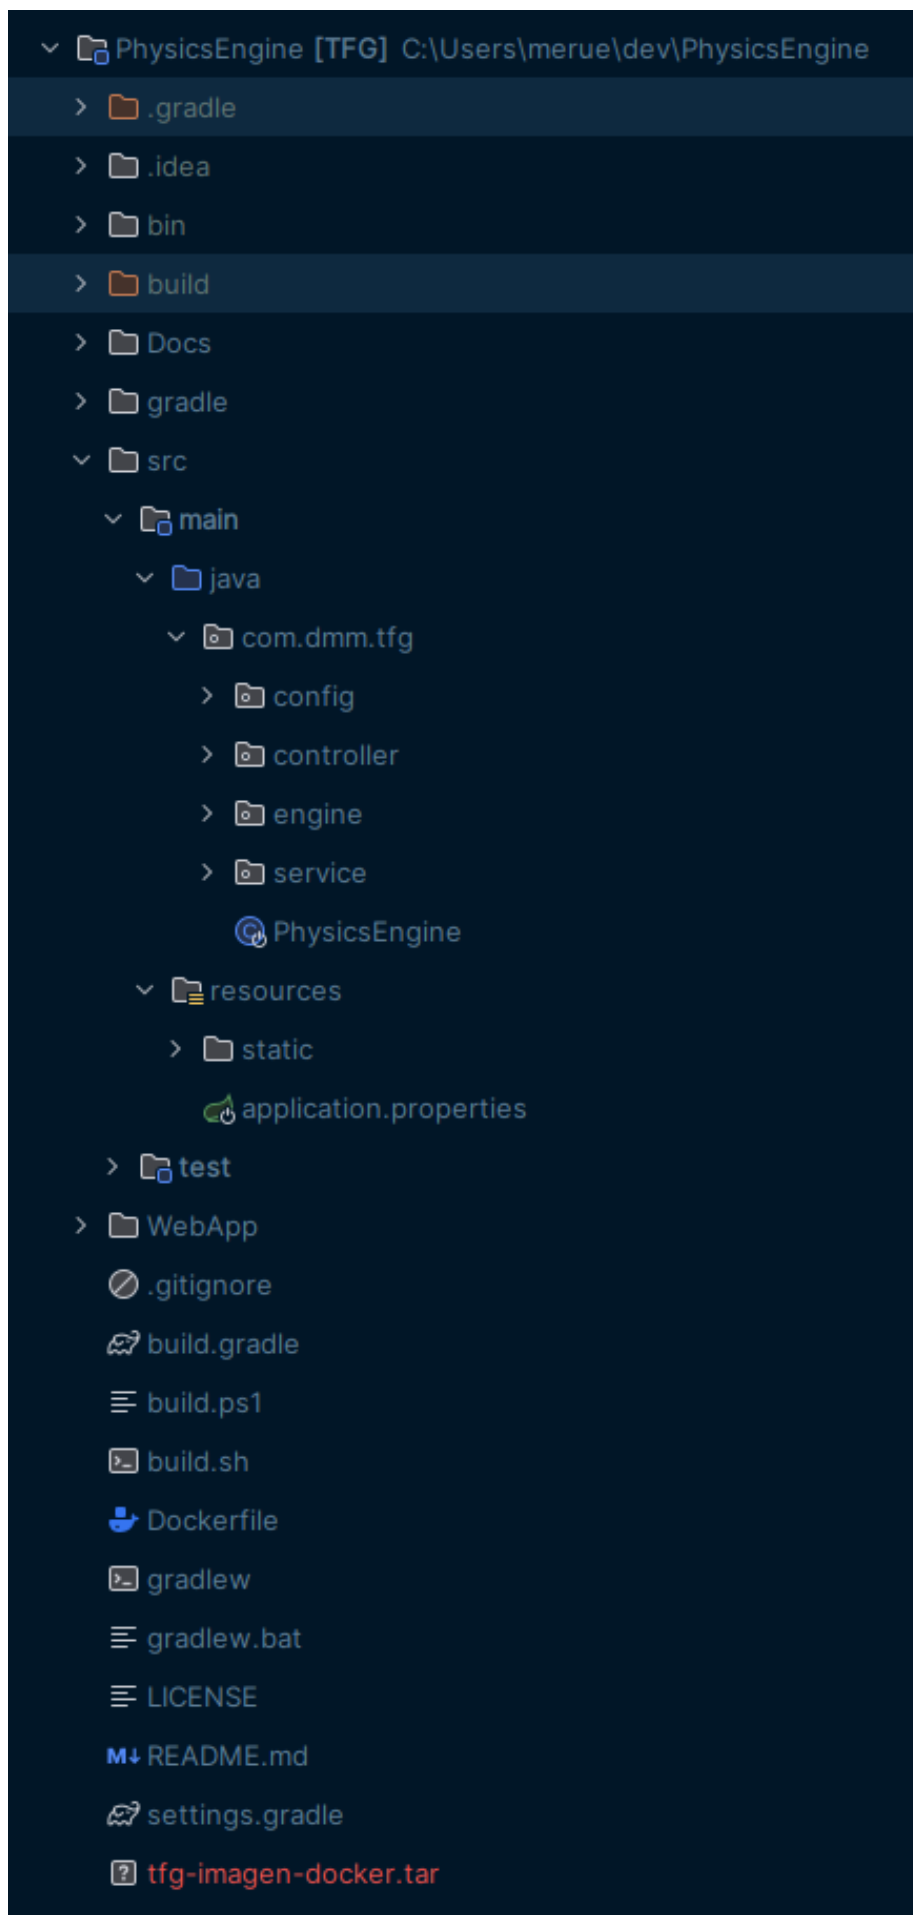 PhysicsEngine [TFG] C:\Users\merue\dev\PhysicsEngine
.gradle
.idea
bin
build
Docs
gradle
src
main
java
com.dmm.tfg
config
controller
engine
service
PhysicsEngine
resources
static
application.properties
test
WebApp
.gitignore
build.gradle
build.ps1
build.sh
Dockerfile
gradlew
gradlew.bat
LICENSE
README.md
settings.gradle
tfg-imagen-docker.tar